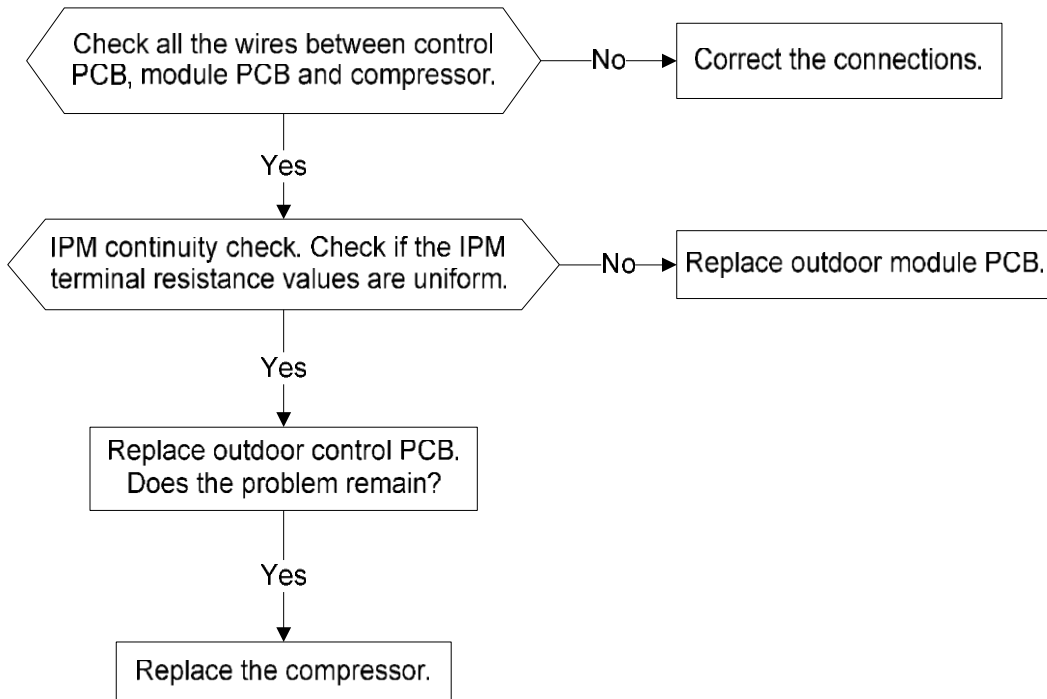 Check all the wires between control
PCB, module PCB and compressor.
No
Correct the connections.
Yes
IPM continuity check. Check if the IPM
terminal resistance values are uniform.
No
Replace outdoor module PCB.
Yes
Replace outdoor control PCB.
Does the problem remain?
Yes
Replace the compressor.